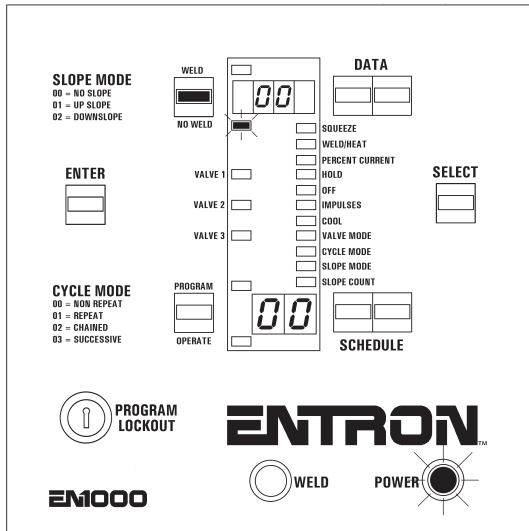 SLOPE MODE
00 = NO SLOPE
01 = UP SLOPE
02 = DOWNSLOPE
WELD
NO WELD
00
DATA
SQUEEZE
WELD/HEAT
PERCENT CURRENT
HOLD
OFF
IMPULSES
COOL
VALVE MODE
CYCLE MODE
SLOPE MODE
SLOPE COUNT
ENTER
VALVE 1
VALVE 2
VALVE 3
SELECT
CYCLE MODE
00 = NON REPEAT
01 = REPEAT
02 = CHAINED
03 = SUCCESSIVE
PROGRAM
OPERATE
00
SCHEDULE
PROGRAM
LOCKOUT
ENTRON™
WELD
POWER
EN1000